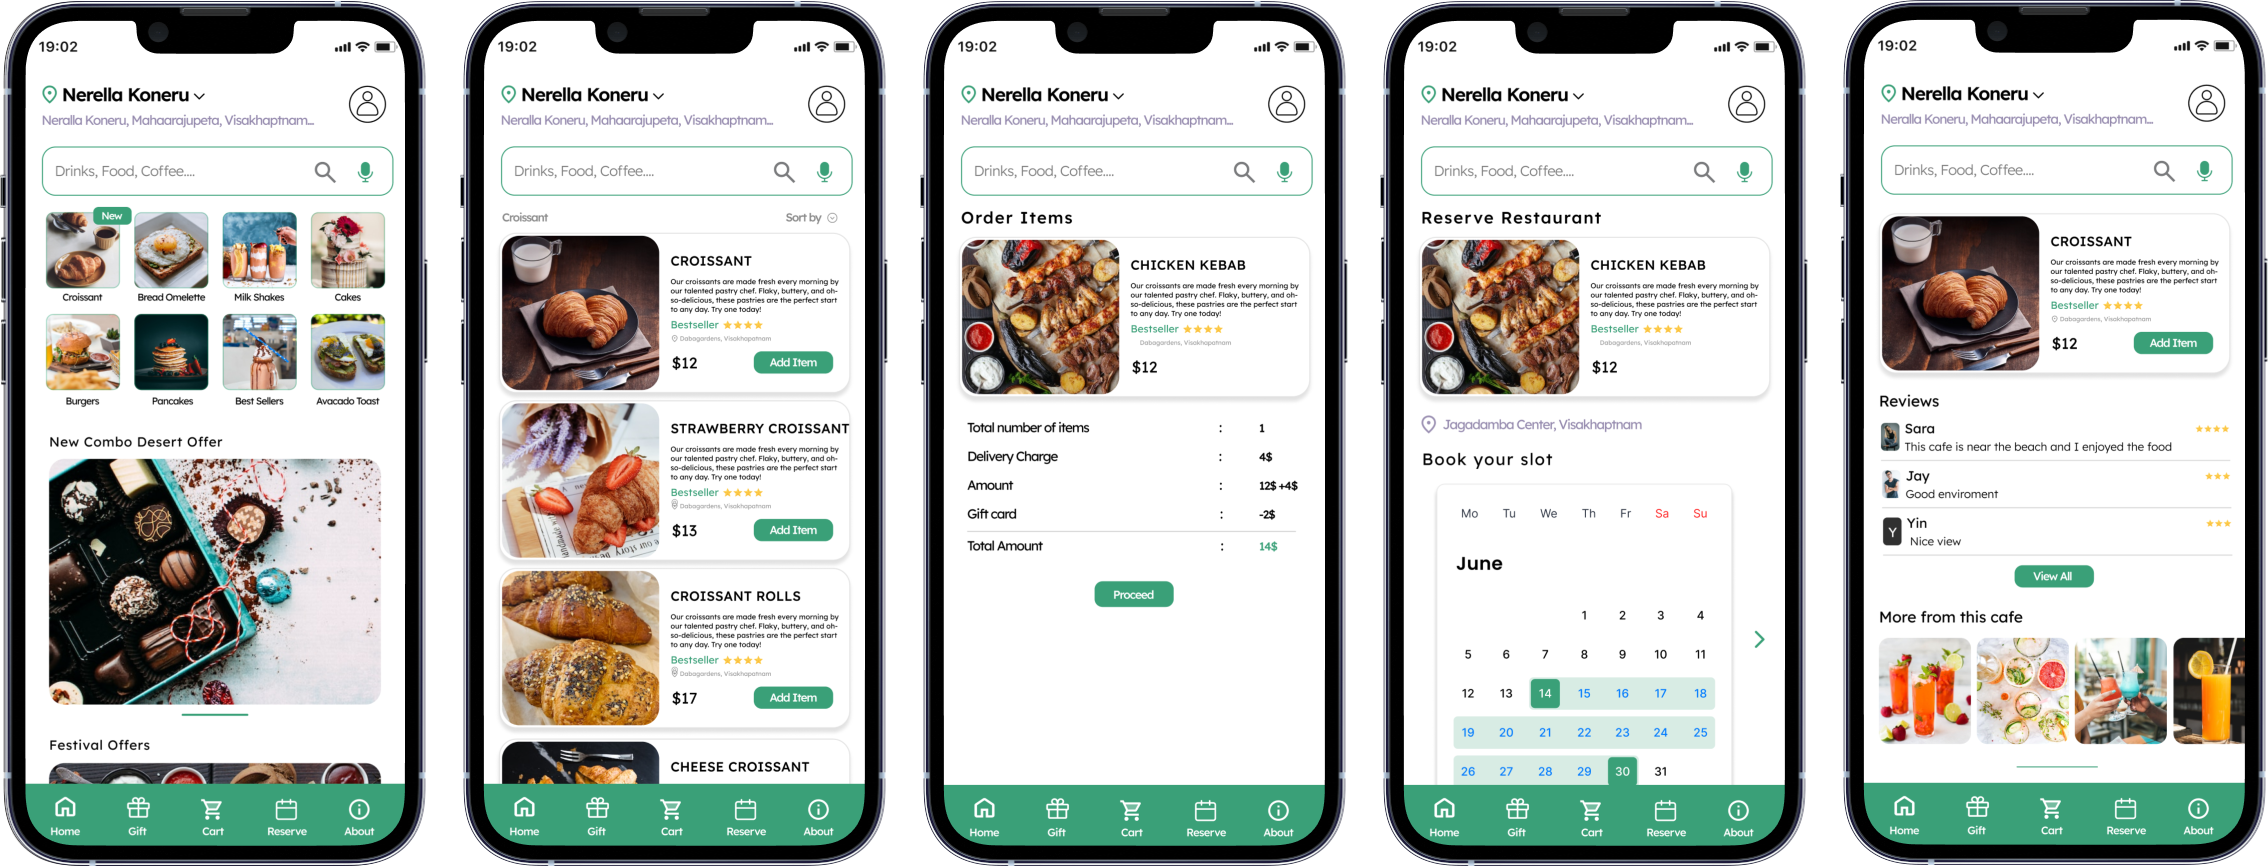 19:02
Nerella Koneru
Neralla Koneru, Mahaarajupeta, Visakhaptnam...
Drinks, Food, Coffee....
New
Croissant
Bread Omelette
Milk Shakes
Cakes
Burgers
Pancakes
Best Sellers
Avacado Toast
New Combo Desert Offer
Festival Offers
Home
Gift
Cart
Reserve
About
19:02
Nerella Koneru
Neralla Koneru, Mahaarajupeta, Visakhaptnam...
Drinks, Food, Coffee....
Croissant
Sort by
CROISSANT
Our croissants are made fresh every morning by
our talented pastry chef. Flaky, buttery, and oh-
so-delicious, these pastries are the perfect start
to any day. Try one today!
Bestseller
Dabagardens, Visakhapatnam
$12
Add Item
STRAWBERRY CROISSANT
Our croissants are made fresh every morning by
our talented pastry chef. Flaky, buttery, and oh-
so-delicious, these pastries are the perfect start
to any day. Try one today!
Bestseller
Dabagardens, Visakhapatnam
$13
Add Item
CROISSANT ROLLS
Our croissants are made fresh every morning by
our talented pastry chef. Flaky, buttery, and oh-
so-delicious, these pastries are the perfect start
to any day. Try one today!
Bestseller
Dabagardens, Visakhapatnam
$17
Add Item
CHEESE CROISSANT
Home
Gift
Cart
Reserve
About
19:02
Nerella Koneru
Neralla Koneru, Mahaarajupeta, Visakhaptnam...
Drinks, Food, Coffee....
Order Items
CHICKEN KEBAB
Our croissants are made fresh every morning by
our talented pastry chef. Flaky, buttery, and oh-
so-delicious, these pastries are the perfect start
to any day. Try one today!
Bestseller
Dabagardens, Visakhapatnam
$12
Total number of items : 1
Delivery Charge : 4$
Amount : 12$ +4$
Gift card : -2$
Total Amount : 14$
Proceed
Home
Gift
Cart
Reserve
About
19:02
Nerella Koneru
Neralla Koneru, Mahaarajupeta, Visakhaptnam...
Drinks, Food, Coffee....
Reserve Restaurant
CHICKEN KEBAB
Our croissants are made fresh every morning by
our talented pastry chef. Flaky, buttery, and oh-
so-delicious, these pastries are the perfect start
to any day. Try one today!
Bestseller
Dabagardens, Visakhapatnam
$12
Jagadamba Center, Visakhaptnam
Book your slot
Mo Tu We Th Fr Sa Su
June
1 2 3 4
5 6 7 8 9 10 11
12 13 14 15 16 17 18
19 20 21 22 23 24 25
26 27 28 29 30 31
Home
Gift
Cart
Reserve
About
19:02
Nerella Koneru
Neralla Koneru, Mahaarajupeta, Visakhaptnam...
Drinks, Food, Coffee....
CROISSANT
Our croissants are made fresh every morning by
our talented pastry chef. Flaky, buttery, and oh-
so-delicious, these pastries are the perfect start
to any day. Try one today!
Bestseller
Dabagardens, Visakhapatnam
$12
Add Item
Reviews
Sara
This cafe is near the beach and I enjoyed the food
Jay
Good enviroment
Y
Yin
Nice view
View All
More from this cafe
Home
Gift
Cart
Reserve
About